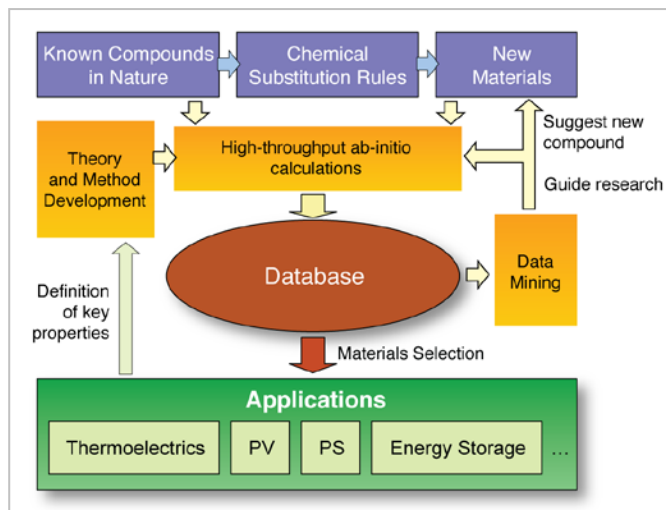 Known Compounds
in Nature
Chemical
Substitution Rules
New
Materials
Suggest new
compound
Guide research
Theory
and Method
Development
High-throughput ab-initio
calculations
Database
Data
Mining
Definition
of key
properties
Materials Selection
Applications
Thermoelectrics
PV
PS
Energy Storage
...